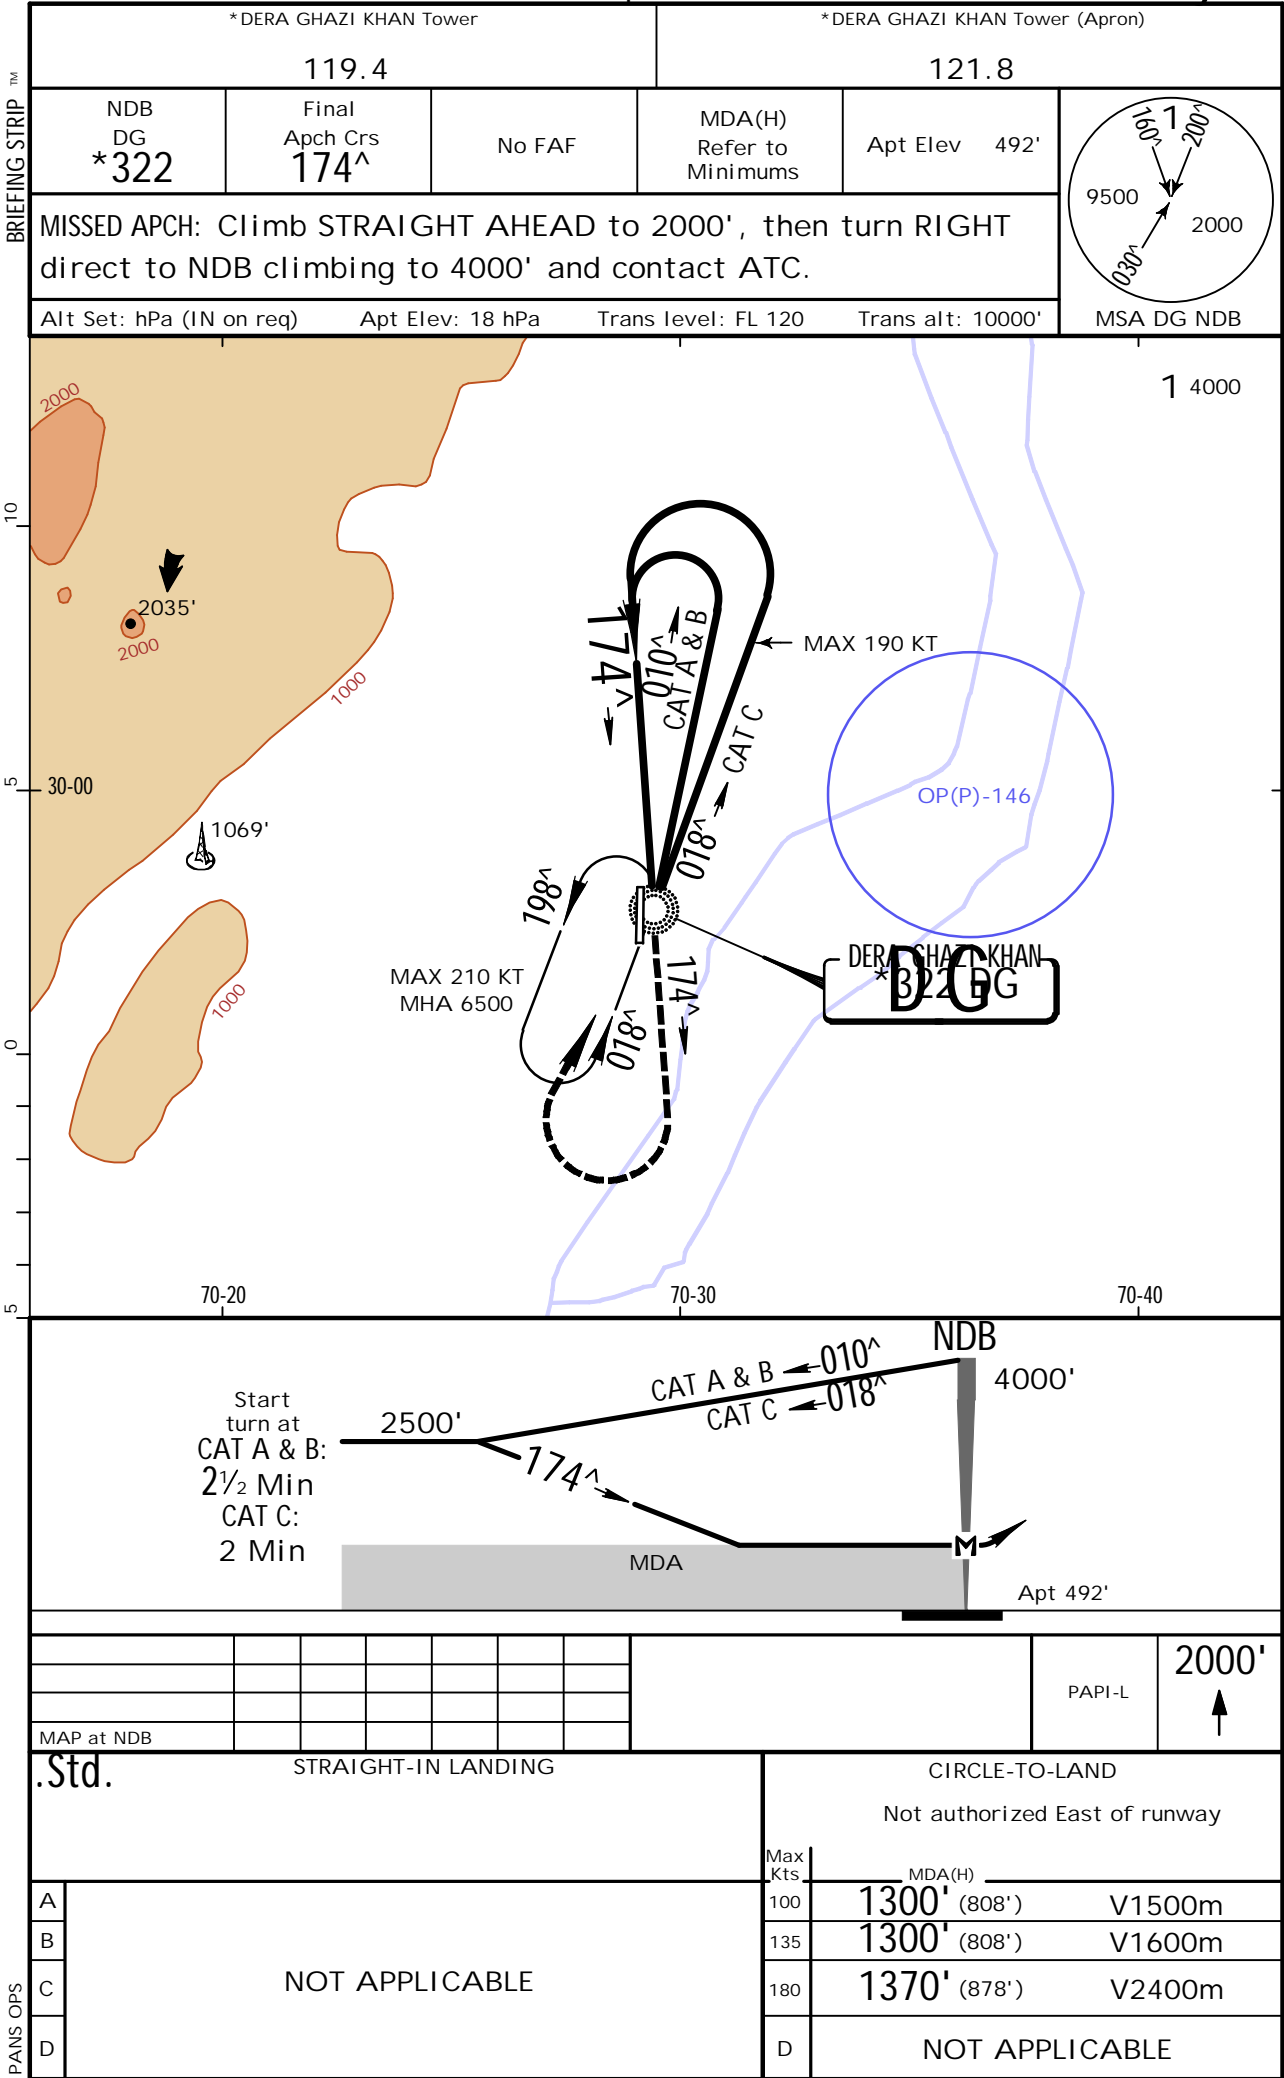 *DERA GHAZI KHAN Tower
119.4
*DERA GHAZI KHAN Tower (Apron)
121.8
BRIEFING STRIP TM
NDB
DG
*322
Final
Apch Crs
174^
No FAF
MDA(H)
Refer to
Minimums
Apt Elev 492'
MISSED APCH: Climb STRAIGHT AHEAD to 2000', then turn RIGHT
direct to NDB climbing to 4000' and contact ATC.
Alt Set: hPa (IN on req) Apt Elev: 18 hPa Trans level: FL 120 Trans alt: 10000'
160^
1
200^
9500
2000
030^
MSA DG NDB
1 4000
2000
10
2035'
2000
1000
174^
010^
CAT A & B
MAX 190 KT
CAT C
018^
5
30-00
OP(P)-146
1069'
198^
DERA GHAZI KHAN
*322 DG
DG
174^
MAX 210 KT
MHA 6500
018^
1000
0
5
70-20
70-30
70-40
NDB
4000'
CAT A & B 010^
CAT C 018^
Start
turn at
CAT A & B:
2½ Min
CAT C:
2 Min
2500'
174^
MDA
M
Apt 492'
MAP at NDB
PAPI-L
2000'
.Std.
STRAIGHT-IN LANDING
CIRCLE-TO-LAND
Not authorized East of runway
Max
Kts
MDA(H)
A
100 1300' (808') V1500m
B
135 1300' (808') V1600m
C
NOT APPLICABLE
180 1370' (878') V2400m
D
D NOT APPLICABLE
PANS OPS